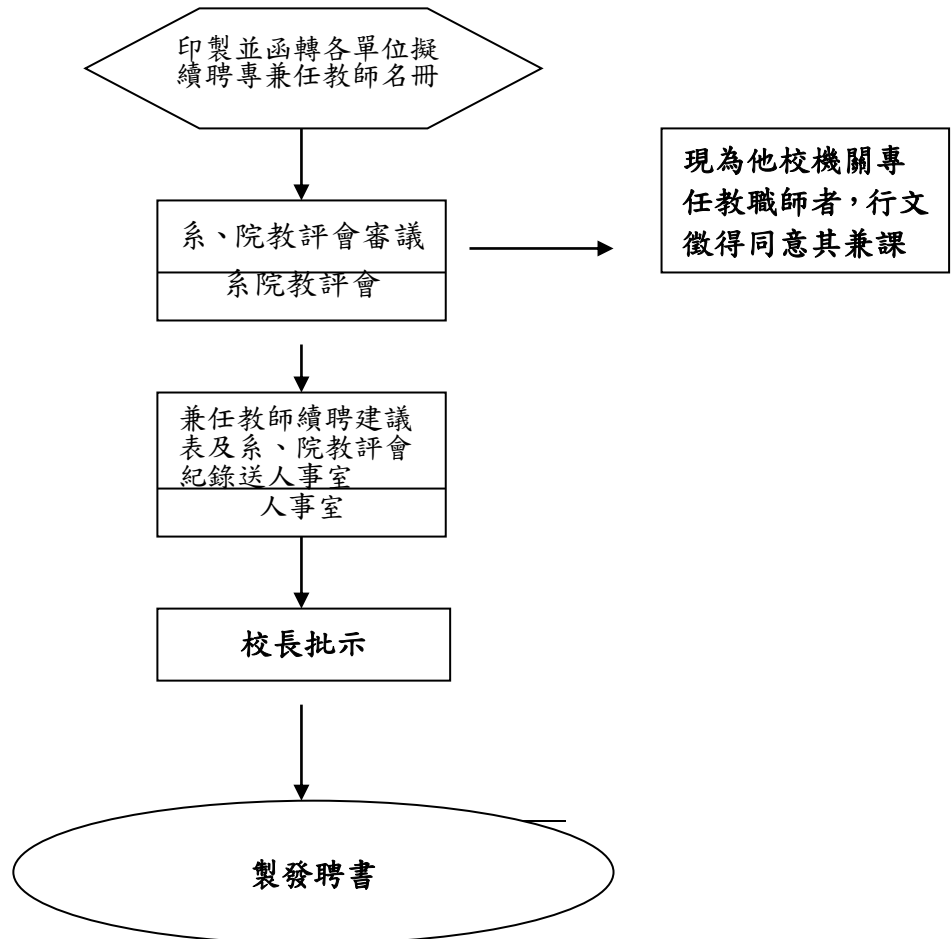 印製並函轉各單位擬
續聘專兼任教師名冊
現為他校機關專
任教職師者，行文
徵得同意其兼課
系、院教評會審議
系院教評會
兼任教師續聘建議
表及系、院教評會
紀錄送人事室
人事室
校長批示
製發聘書